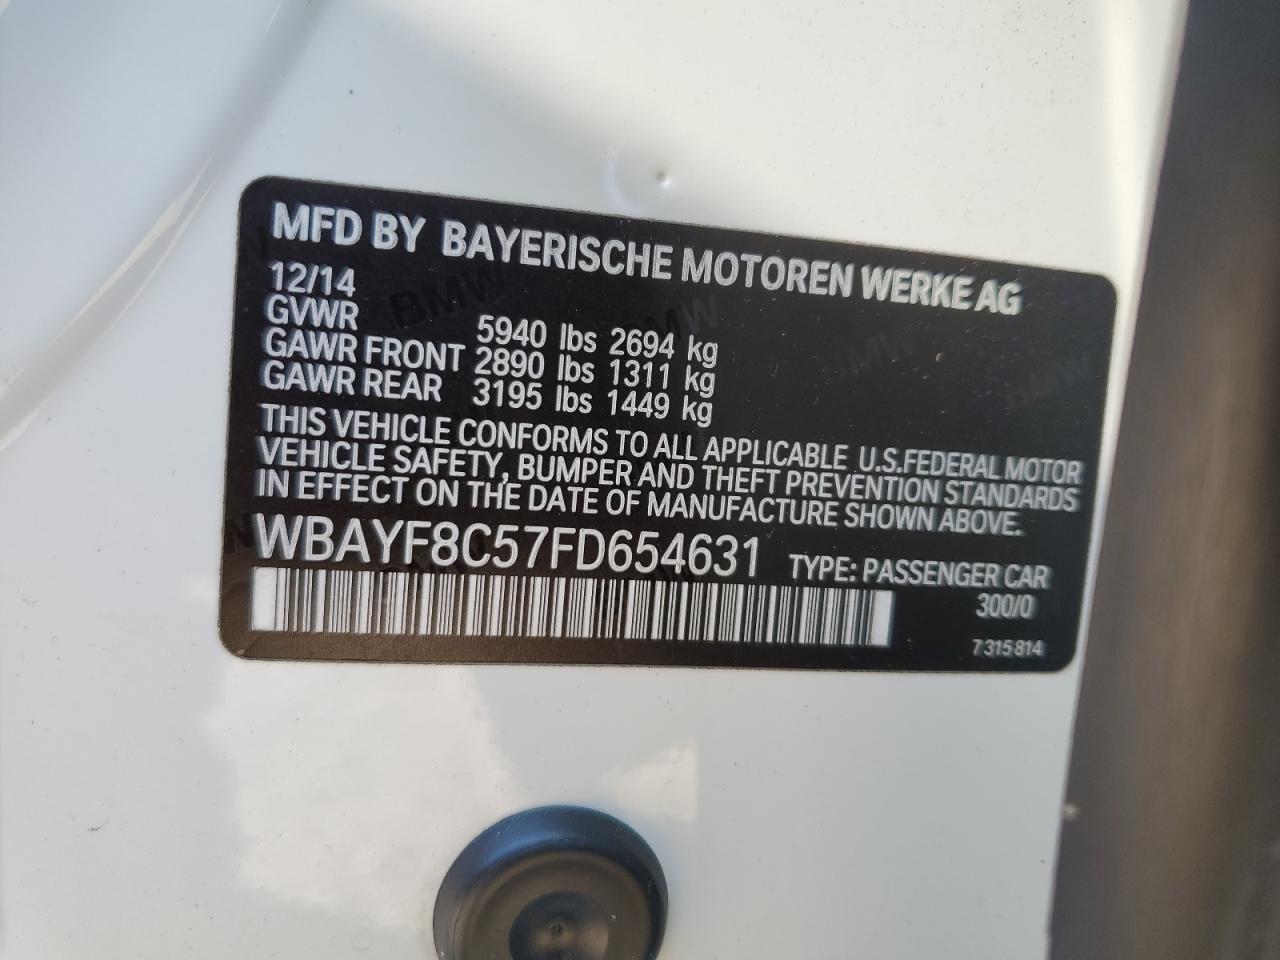 MFD BY BAYERISCHE MOTOREN WERKE AG
12/14
GVWR 5940 lbs 2694 kg
GAWR FRONT 2890 lbs 1311 kg
GAWR REAR 3195 lbs 1449 kg
THIS VEHICLE CONFORMS TO ALL APPLICABLE U.S.FEDERAL MOTOR
VEHICLE SAFETY, BUMPER AND THEFT PREVENTION STANDARDS
IN EFFECT ON THE DATE OF MANUFACTURE SHOWN ABOVE.
WBAYF8C57FD654631 TYPE: PASSENGER CAR
300/0
7 315 814